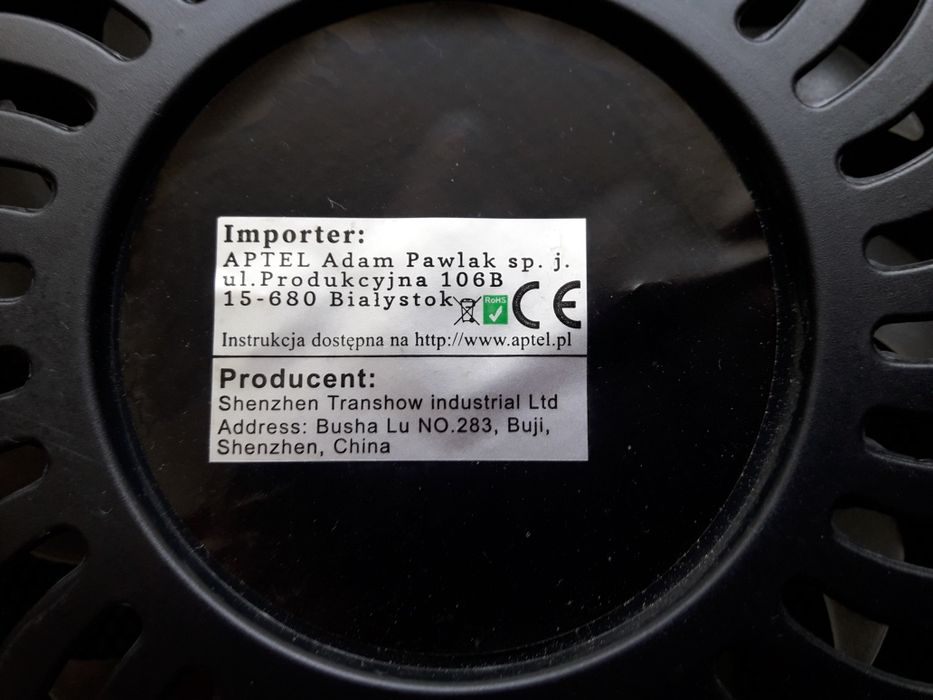 Importer:
APTEL Adam Pawlak sp. j.
ul.Produkcyjna 106B
15-680 Białystok
RoHS
CE
Instrukcja dostępna na http://www.aptel.pl
Producent:
Shenzhen Transhow industrial Ltd
Address: Busha Lu NO.283, Buji,
Shenzhen, China